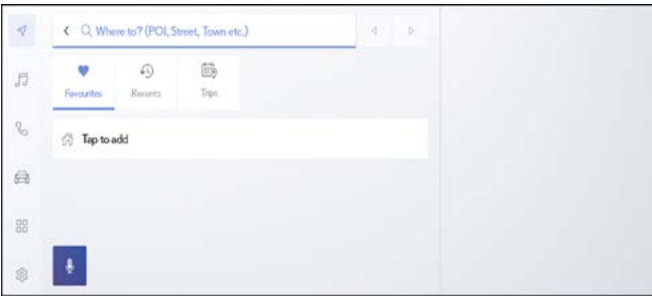 Where to? (POI, Street, Town etc.)
Favourites
Recents
Trips
Tap to add